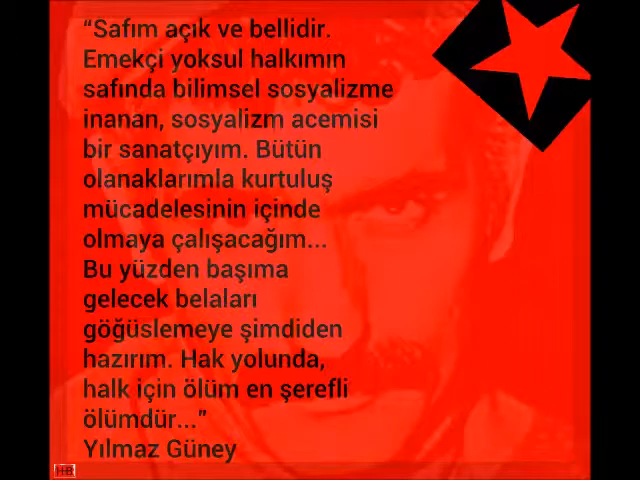 “Safım açık ve bellidir.
Emekçi yoksul halkımın
safında bilimsel sosyalizme
inanan, sosyalizm acemisi
bir sanatçıyım. Bütün
olanaklarımla kurtuluş
mücadelesinin içinde
olmaya çalışacağım...
Bu yüzden başıma
gelecek belaları
göğüslemeye şimdiden
hazırım. Hak yolunda,
halk için ölüm en şerefli
ölümdür...”
Yılmaz Güney